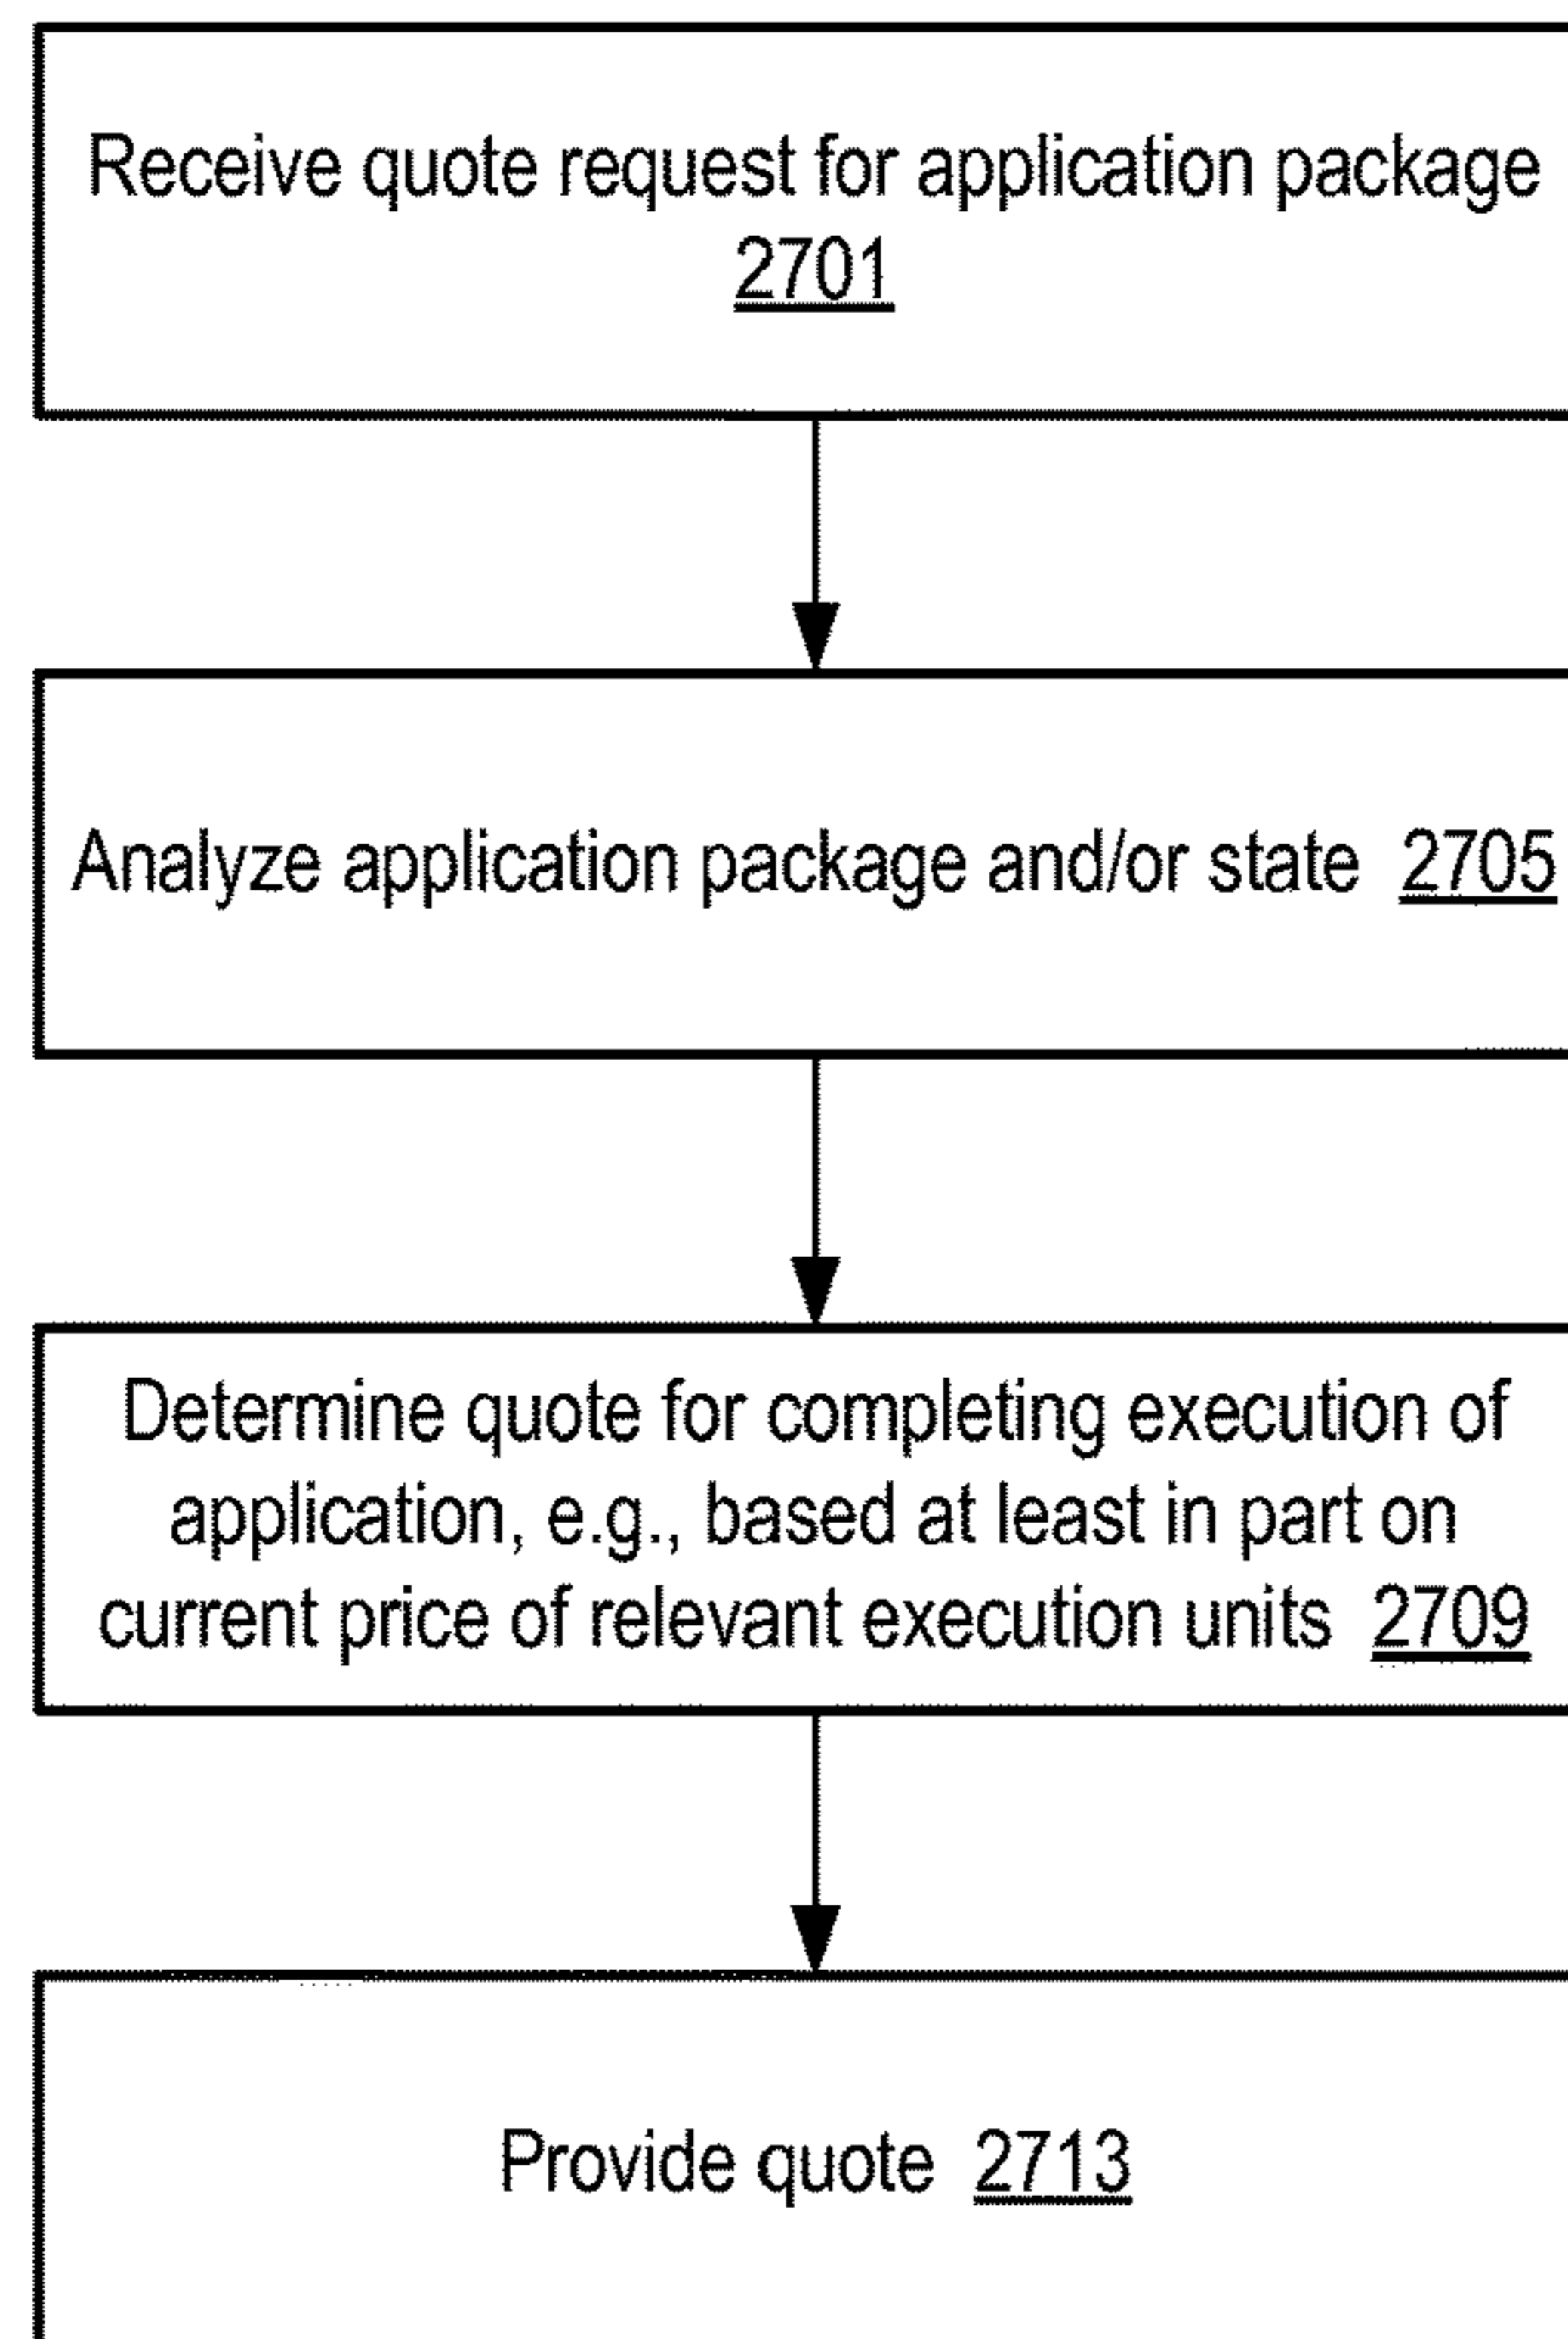 Receive quote request for application package
2701
Analyze application package and/or state 2705
Determine quote for completing execution of
application, e.g., based at least in part on
current price of relevant execution units 2709
Provide quote 2713